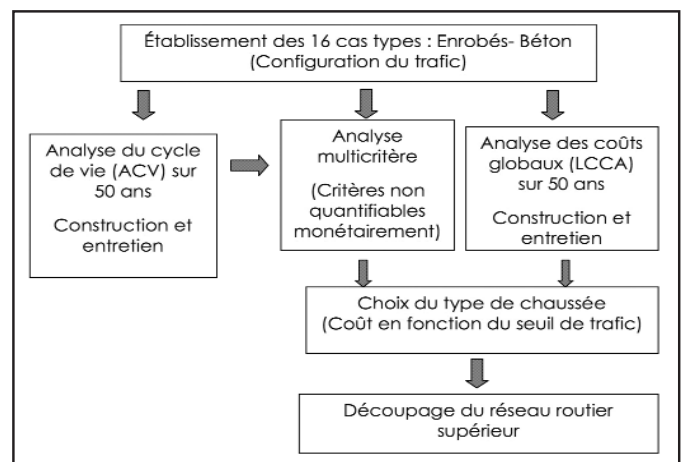 Établissement des 16 cas types : Enrobés- Béton
(Configuration du trafic)
Analyse du cycle
de vie (ACV) sur
50 ans
Construction et
entretien
Analyse
multicritère
(Critères non
quantifiables
monétairement)
Analyse des coûts
globaux (LCCA)
sur 50 ans
Construction et
entretien
Choix du type de chaussée
(Coût en fonction du seuil de trafic)
Découpage du réseau routier
supérieur